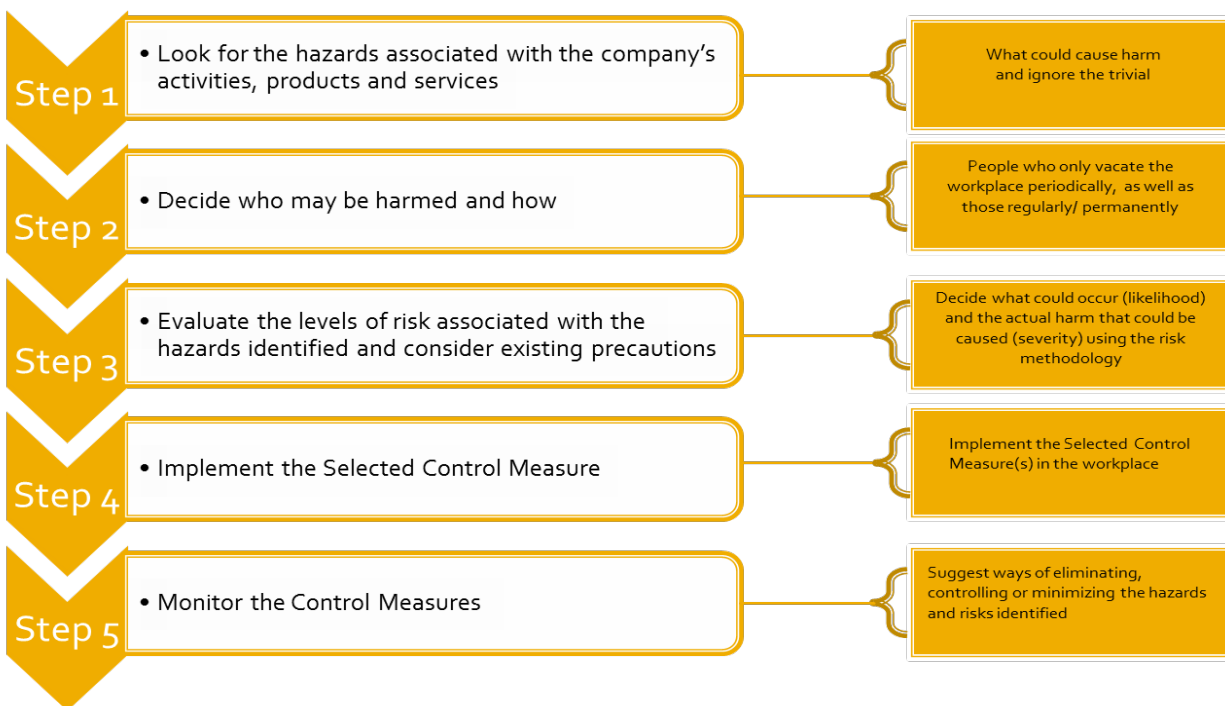 Step 1
• Look for the hazards associated with the company's
activities, products and services
What could cause harm
and ignore the trivial
Step 2
• Decide who may be harmed and how
People who only vacate the
workplace periodically, as well as
those regularly/ permanently
Step 3
• Evaluate the levels of risk associated with the
hazards identified and consider existing precautions
Decide what could occur (likelihood)
and the actual harm that could be
caused (severity) using the risk
methodology
Step 4
• Implement the Selected Control Measure
Implement the Selected Control
Measure(s) in the workplace
Step 5
• Monitor the Control Measures
Suggest ways of eliminating,
controlling or minimizing the hazards
and risks identified